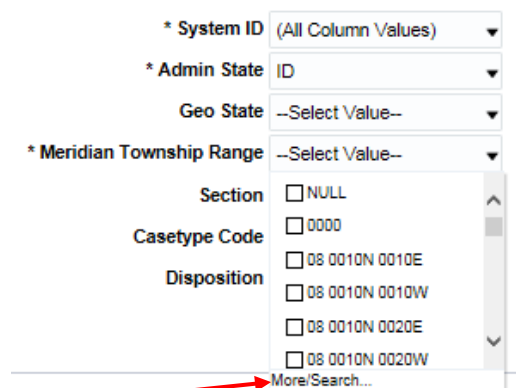 * System ID (All Column Values)
* Admin State ID
Geo State --Select Value--
* Meridian Township Range --Select Value--
Section
Casetype Code
Disposition
NULL
0000
08 0010N 0010E
08 0010N 0010W
08 0010N 0020E
08 0010N 0020W
More/Search...